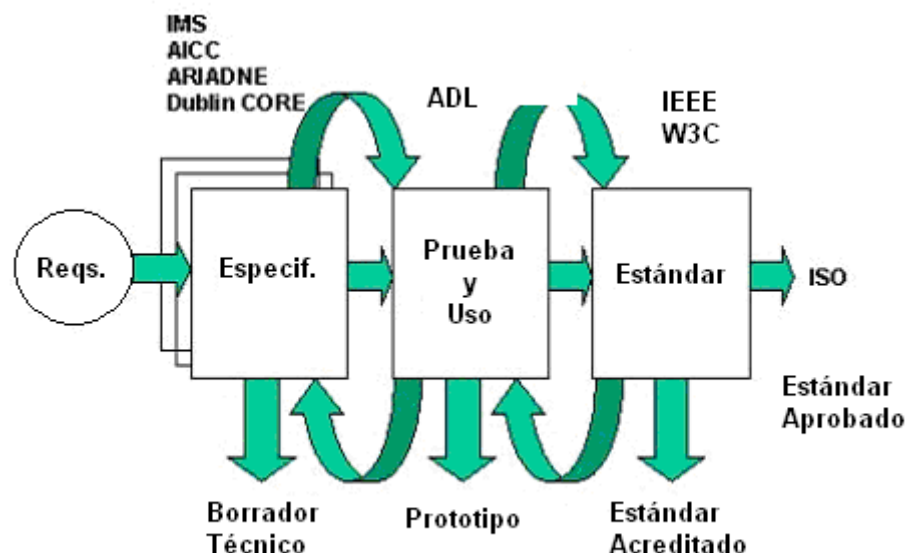 IMS
AICC
ARIADNE
Dublin CORE
ADL
IEEE
W3C
Reqs.
Especif.
Prueba
y
Uso
Estándar
ISO
Estándar
Aprobado
Borrador
Técnico
Prototipo
Estándar
Acreditado